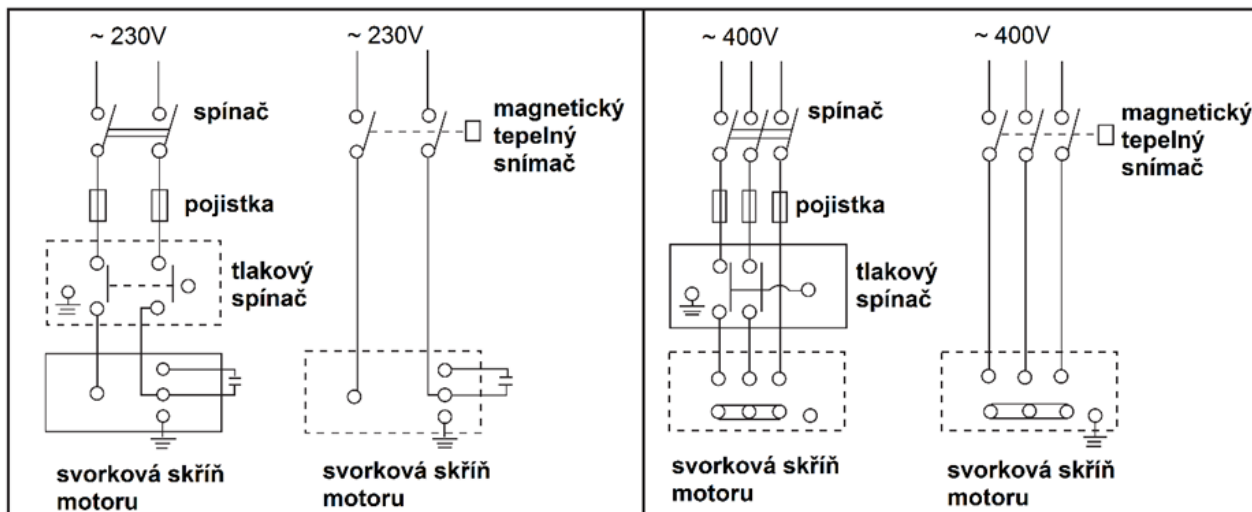 ~ 230V
spínač
pojistka
tlakový
spínač
svorková skříň
motoru
~ 230V
magnetický
tepelný
snímač
svorková skříň
motoru
~ 400V
spínač
pojistka
tlakový
spínač
svorková skříň
motoru
~ 400V
magnetický
tepelný
snímač
svorková skříň
motoru